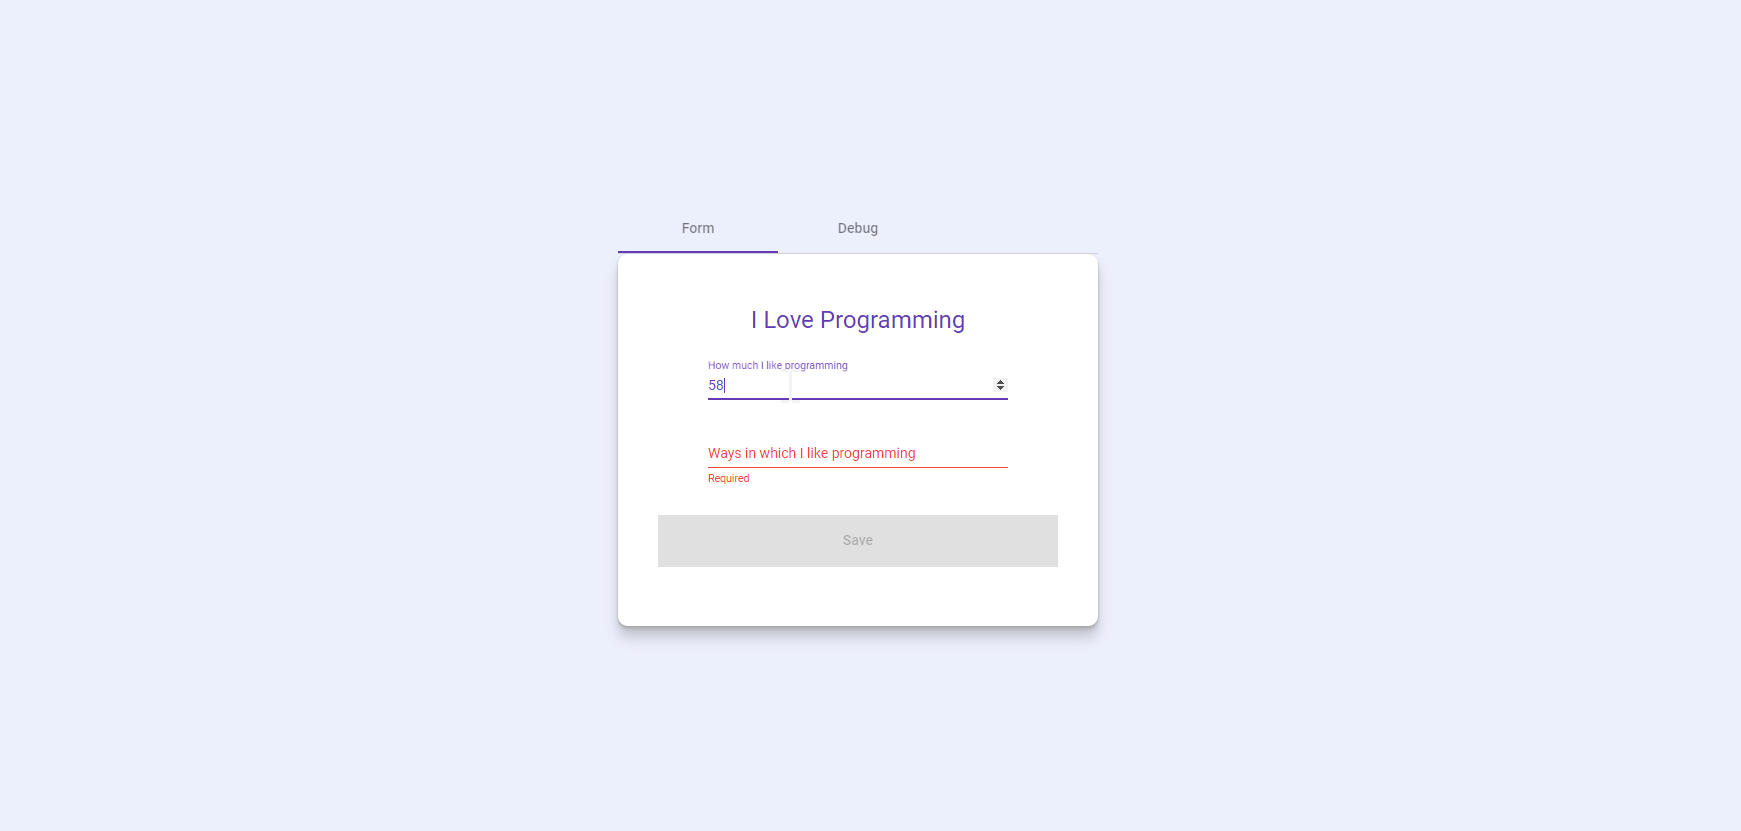 Form Debug
I Love Programming
How much I like programming
58
Ways in which I like programming
Required
Save